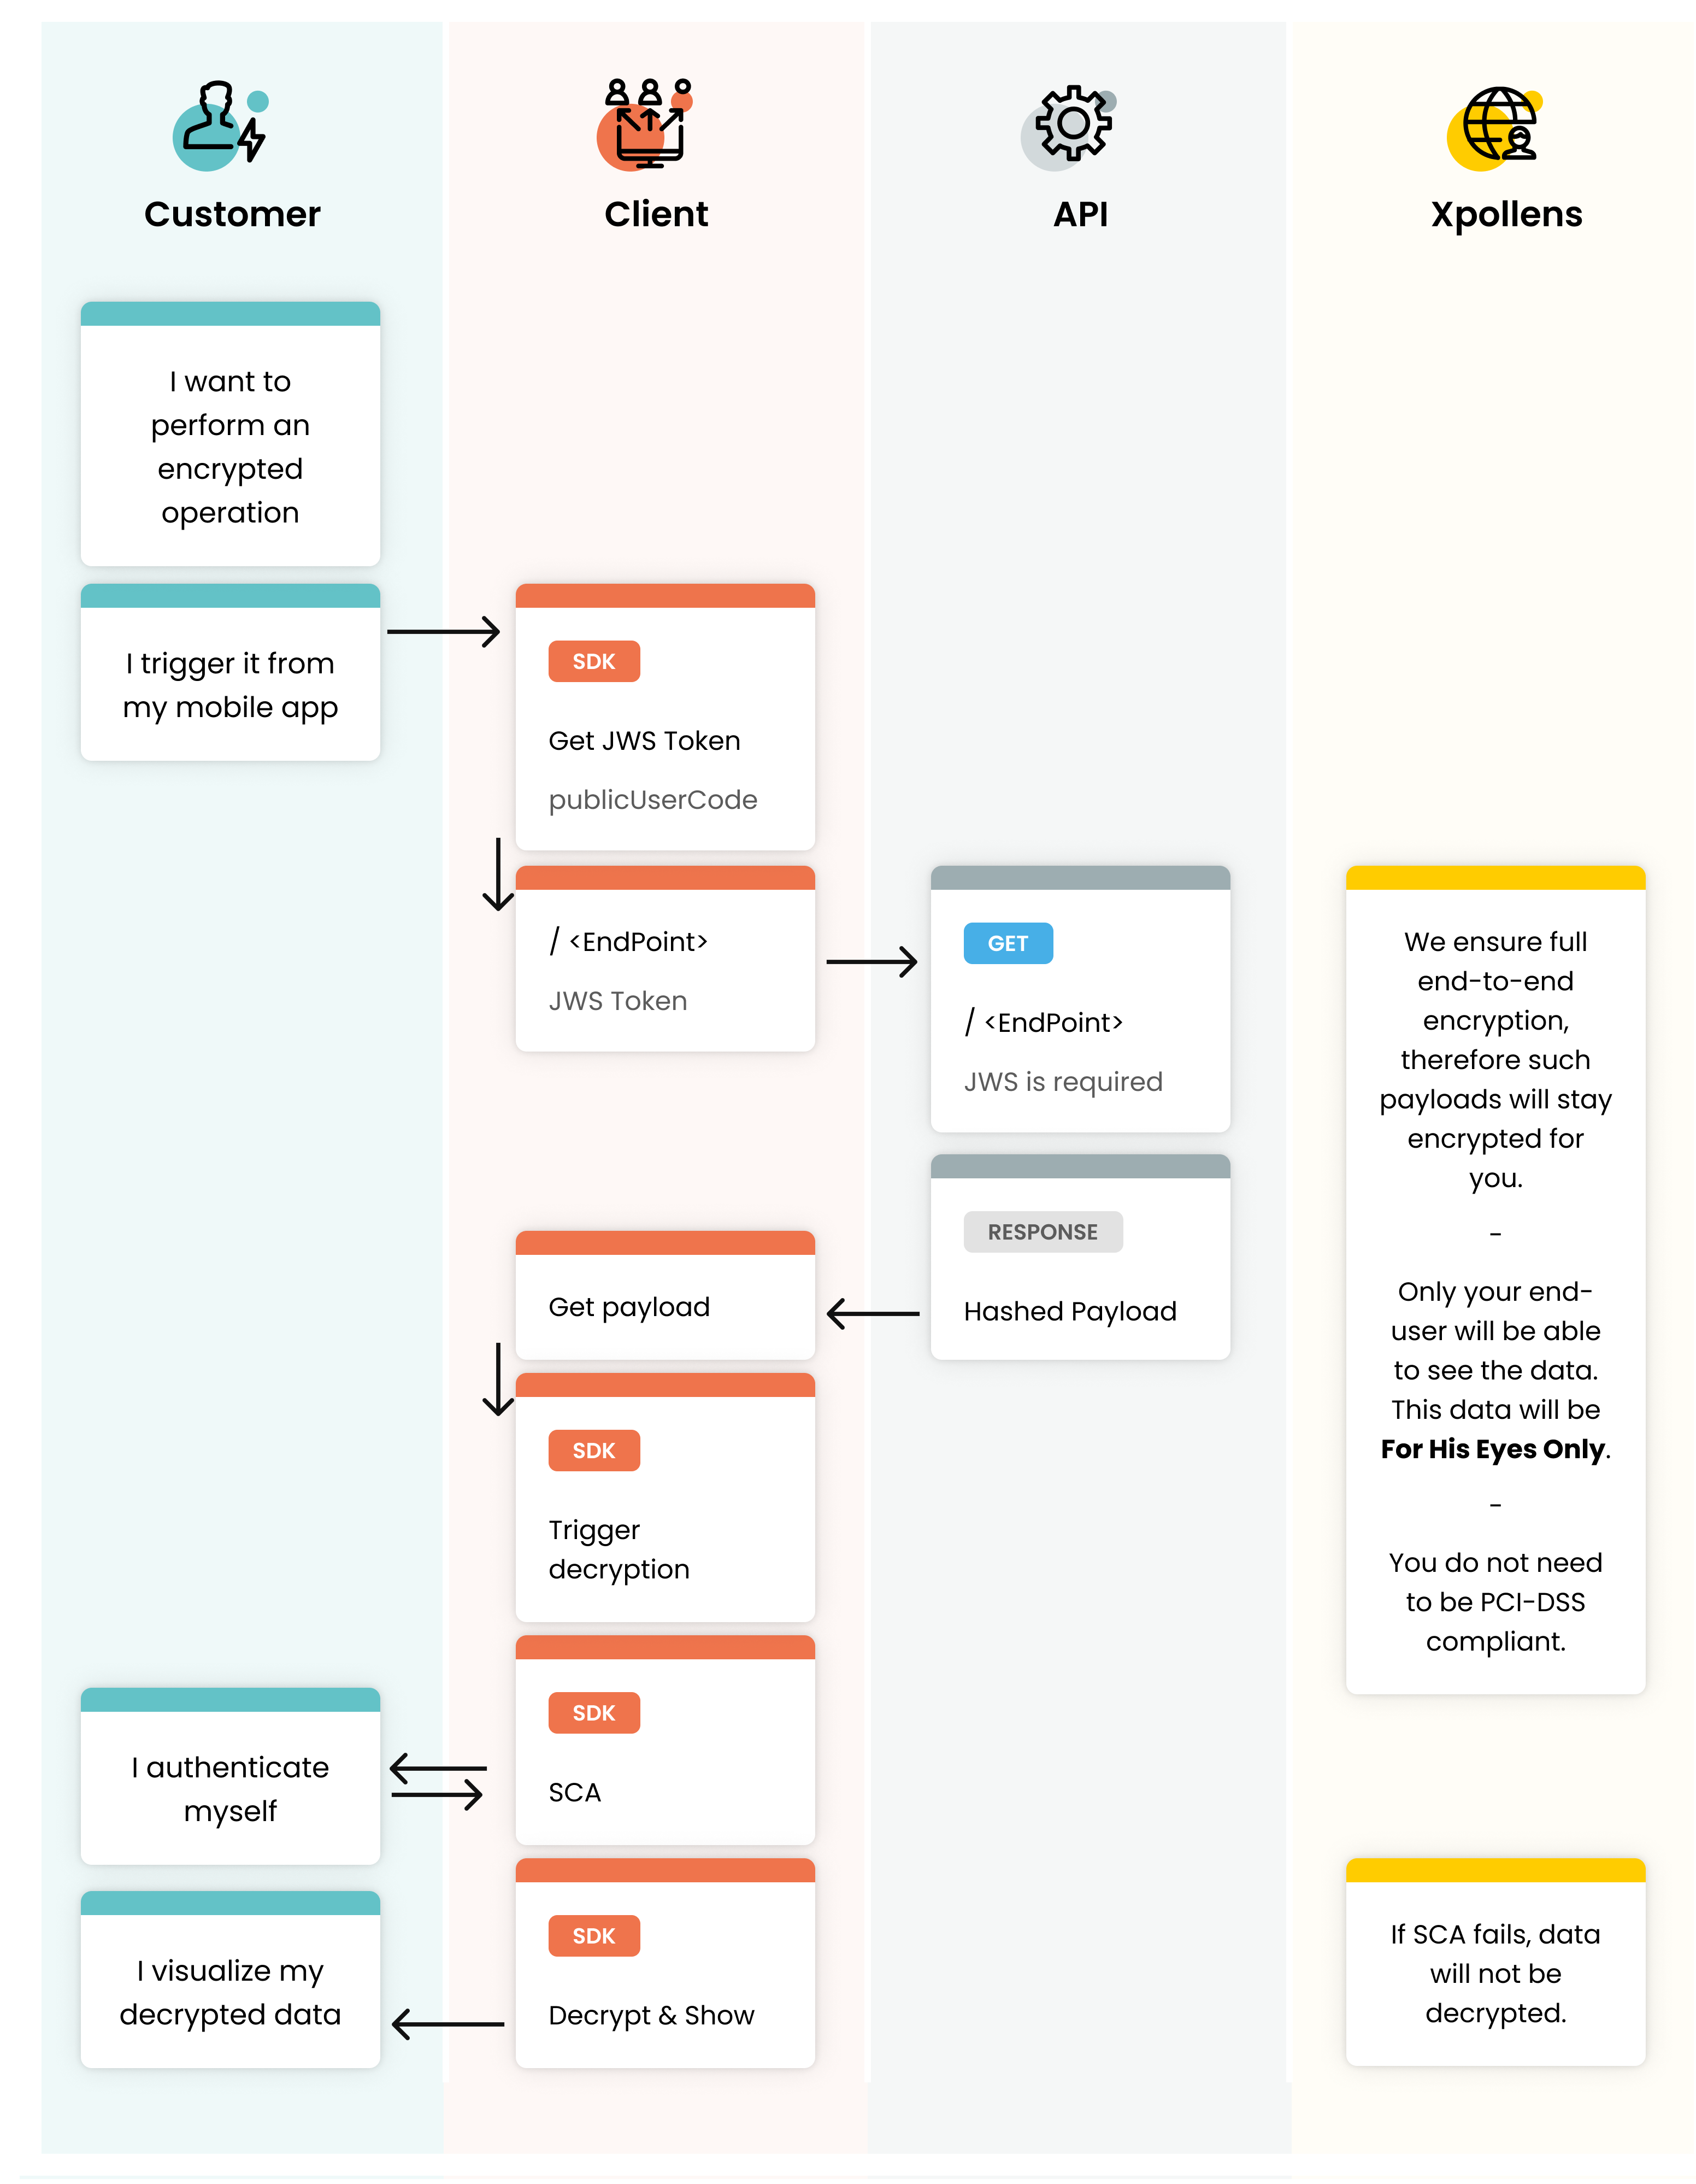 Customer
Client
API
Xpollens
I want to
perform an
encrypted
operation
I trigger it from
my mobile app
SDK
Get JWS Token
publicUserCode
/ <EndPoint>
JWS Token
GET
/ <EndPoint>
JWS is required
We ensure full
end-to-end
encryption,
therefore such
payloads will stay
encrypted for
you.
-
Only your end-
user will be able
to see the data.
This data will be
For His Eyes Only.
-
You do not need
to be PCI-DSS
compliant.
RESPONSE
Hashed Payload
Get payload
SDK
Trigger
decryption
SDK
SCA
I authenticate
myself
SDK
Decrypt & Show
I visualize my
decrypted data
If SCA fails, data
will not be
decrypted.